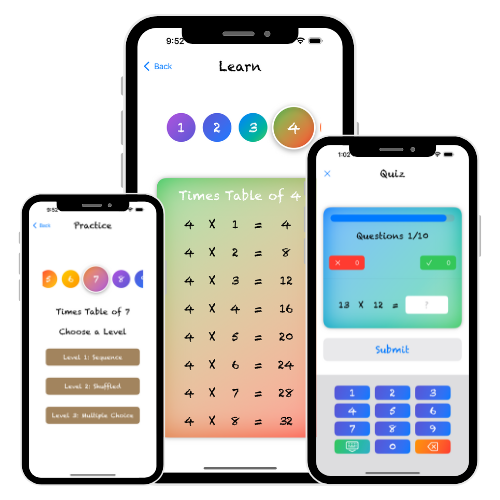 9:52
Back
Learn
1 2 3 4
Times Table of 4
4 X 1 = 4
4 X 2 = 8
4 X 3 = 12
4 X 4 = 16
4 X 5 = 20
4 X 6 = 24
4 X 7 = 28
4 X 8 = 32
9:52
Back
Practice
5 6 7 8
Times Table of 7
Choose a Level
Level 1: Sequence
Level 2: Shuffled
Level 3: Multiple Choice
1:02
Quiz
Questions 1/10
× 0 ✓ 0
13 X 12 = ?
Submit
1 2 3
4 5 6
7 8 9
0